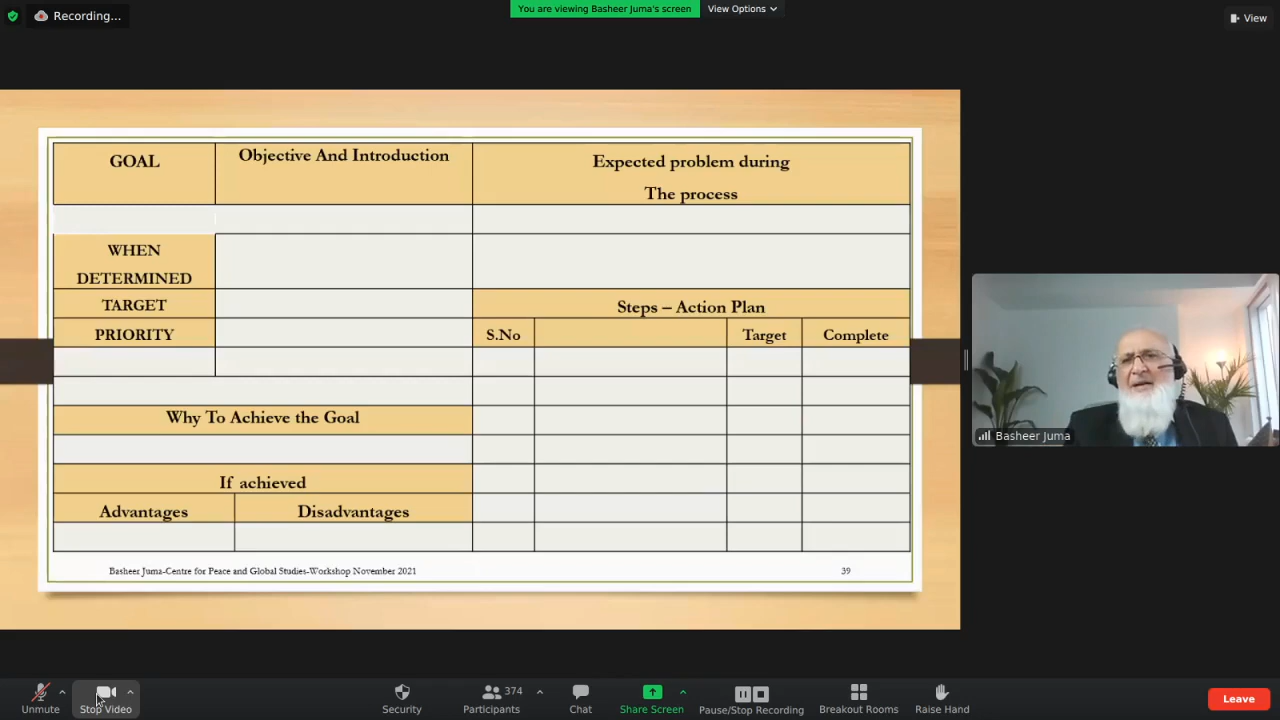 Recording...
You are viewing Basheer Juma's screen
View Options
View
GOAL
Objective And Introduction
Expected problem during
The process
WHEN
DETERMINED
TARGET
Steps – Action Plan
PRIORITY
S.No
Target
Complete
Why To Achieve the Goal
If achieved
Advantages
Disadvantages
Basheer Juma-Centre for Peace and Global Studies-Workshop November 2021
39
Basheer Juma
Unmute
Stop Video
Security
374
Participants
Chat
Share Screen
Pause/Stop Recording
Breakout Rooms
Raise Hand
Leave